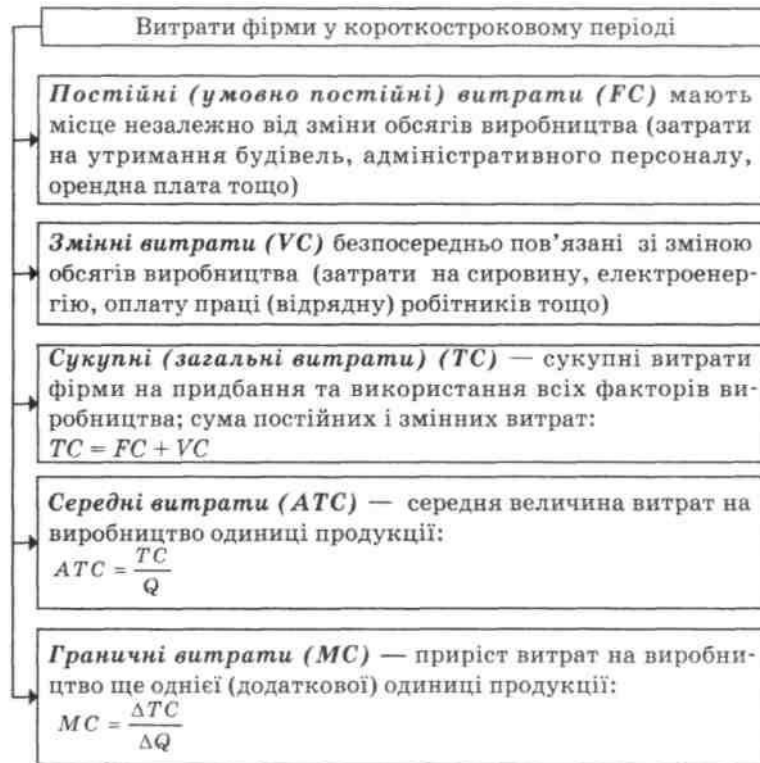 Витрати фірми у короткостроковому періоді
Постійні (умовно постійні) витрати (FC) мають
місце незалежно від зміни обсягів виробництва (затрати
на утримання будівель, адміністративного персоналу,
орендна плата тощо)
Змінні витрати (VC) безпосередньо пов’язані зі зміною
обсягів виробництва (затрати на сировину, електроенер-
гію, оплату праці (відрядну) робітників тощо)
Сукупні (загальні витрати) (TC) — сукупні витрати
фірми на придбання та використання всіх факторів ви-
робництва; сума постійних і змінних витрат:
TC = FC + VC
Середні витрати (ATC) — середня величина витрат на
виробництво одиниці продукції:
ATC = TC / Q
Граничні витрати (MC) — приріст витрат на виробни-
цтво ще однієї (додаткової) одиниці продукції:
MC = ΔTC / ΔQ